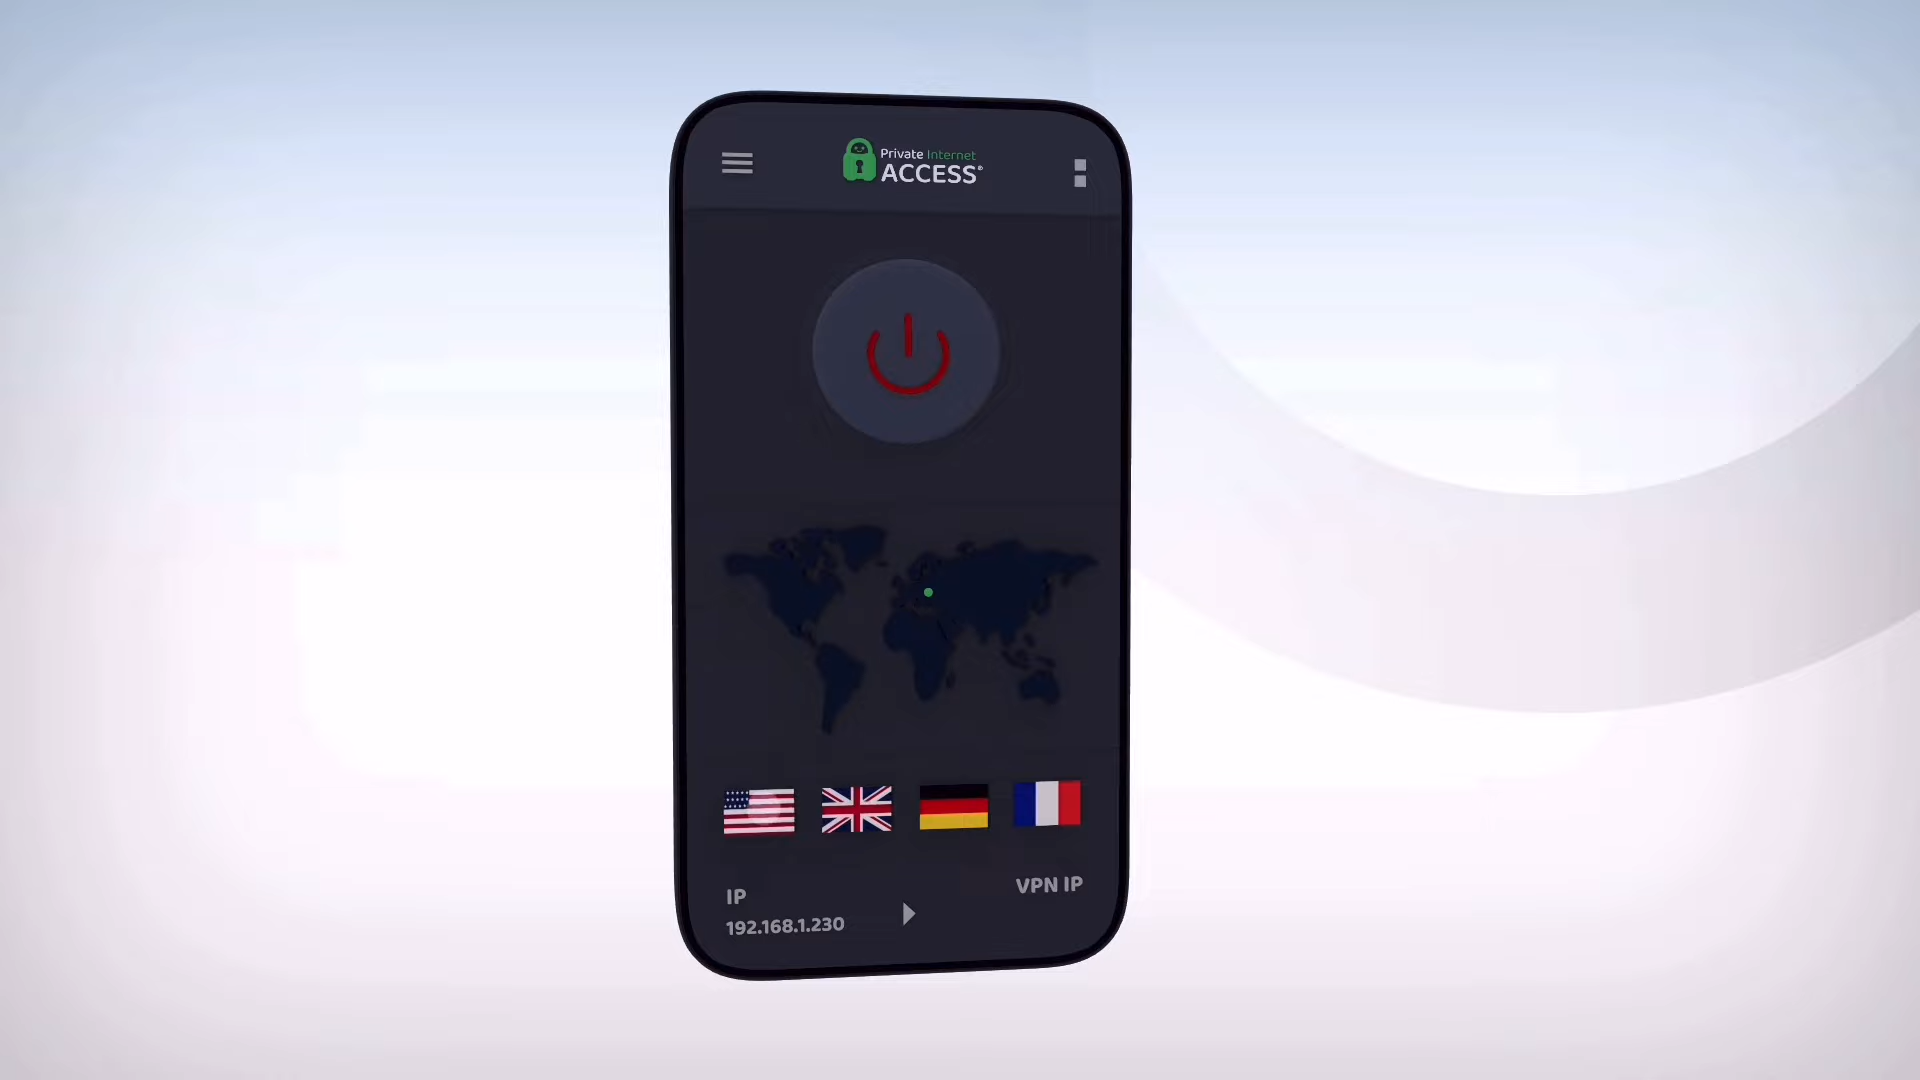 Private Internet
ACCESS®
IP
192.168.1.230
VPN IP